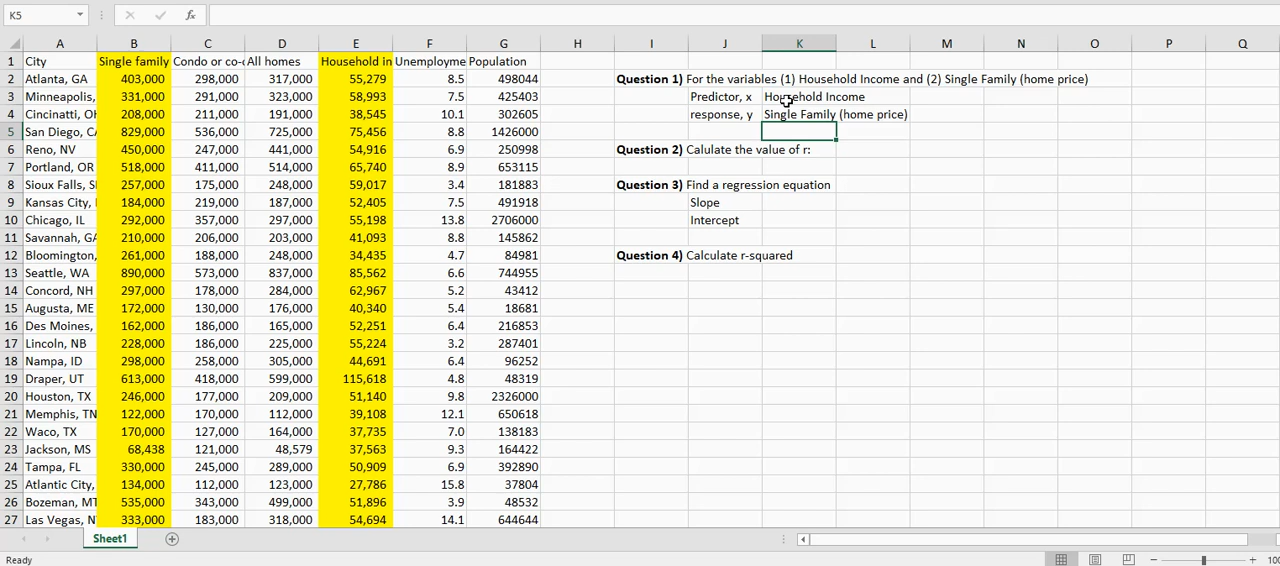 K5 fx
A B C D E F G H I J K L M N O P Q
1 City Single family Condo or co-o All homes Household in Unemployme Population
2 Atlanta, GA 403,000 298,000 317,000 55,279 8.5 498044 Question 1) For the variables (1) Household Income and (2) Single Family (home price)
3 Minneapolis, 331,000 291,000 323,000 58,993 7.5 425403 Predictor, x Household Income
4 Cincinatti, OH 208,000 211,000 191,000 38,545 10.1 302605 response, y Single Family (home price)
5 San Diego, CA 829,000 536,000 725,000 75,456 8.8 1426000
6 Reno, NV 450,000 247,000 441,000 54,916 6.9 250998 Question 2) Calulate the value of r:
7 Portland, OR 518,000 411,000 514,000 65,740 8.9 653115
8 Sioux Falls, S 257,000 175,000 248,000 59,017 3.4 181883 Question 3) Find a regression equation
9 Kansas City, 184,000 219,000 187,000 52,405 7.5 491918 Slope
10 Chicago, IL 292,000 357,000 297,000 55,198 13.8 2706000 Intercept
11 Savannah, GA 210,000 206,000 203,000 41,093 8.8 145862
12 Bloomington, 261,000 188,000 248,000 34,435 4.7 84981 Question 4) Calculate r-squared
13 Seattle, WA 890,000 573,000 837,000 85,562 6.6 744955
14 Concord, NH 297,000 178,000 284,000 62,967 5.2 43412
15 Augusta, ME 172,000 130,000 176,000 40,340 5.4 18681
16 Des Moines, 162,000 186,000 165,000 52,251 6.4 216853
17 Lincoln, NB 228,000 186,000 225,000 55,224 3.2 287401
18 Nampa, ID 298,000 258,000 305,000 44,691 6.4 96252
19 Draper, UT 613,000 418,000 599,000 115,618 4.8 48319
20 Houston, TX 246,000 177,000 209,000 51,140 9.8 2326000
21 Memphis, TN 122,000 170,000 112,000 39,108 12.1 650618
22 Waco, TX 170,000 127,000 164,000 37,735 7.0 138183
23 Jackson, MS 68,438 121,000 48,579 37,563 9.3 164422
24 Tampa, FL 330,000 245,000 289,000 50,909 6.9 392890
25 Atlantic City, 134,000 112,000 123,000 27,786 15.8 37804
26 Bozeman, MT 535,000 343,000 499,000 51,896 3.9 48532
27 Las Vegas, N 333,000 183,000 318,000 54,694 14.1 644644
Sheet1
Ready 100